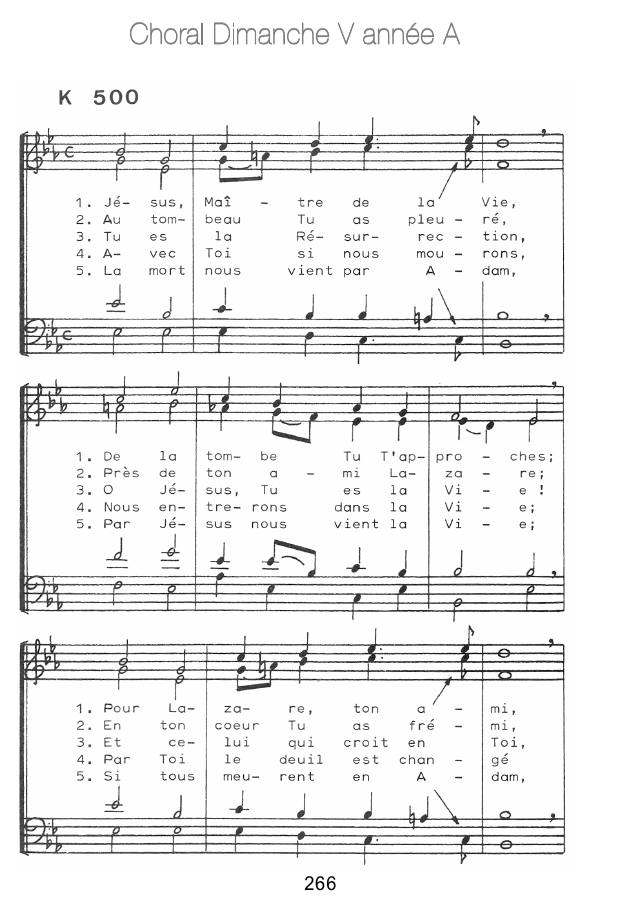 Choral Dimanche V année A
K 500
1. Jé- sus, Maî - tre de la Vie,
2. Au tom- beau Tu as pleu - ré,
3. Tu es la Ré- sur- rec - tion,
4. A- vec Toi si nous mou- rons,
5. La mort nous vient par A - dam,
1. De la tom- be Tu T'ap- pro - ches;
2. Près de ton a - mi La- za - re;
3. O Jé- sus, Tu es la Vi - e !
4. Nous en- tre- rons dans la Vi - e;
5. Par Jé- sus nous vient la Vi - e;
1. Pour La- za- re, ton a - mi,
2. En ton coeur Tu as fré - mi,
3. Et ce- lui qui croit en Toi,
4. Par Toi le deuil est chan - gé
5. Si tous meu- rent en A - dam,
266